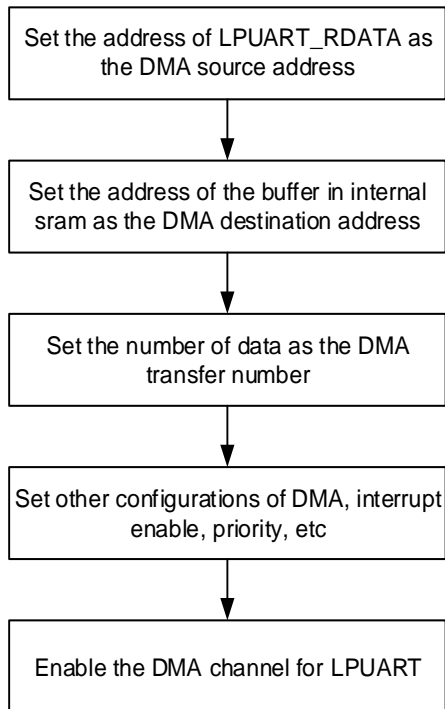 Set the address of LPUART_RDATA as
the DMA source address
Set the address of the buffer in internal
sram as the DMA destination address
Set the number of data as the DMA
transfer number
Set other configurations of DMA, interrupt
enable, priority, etc
Enable the DMA channel for LPUART